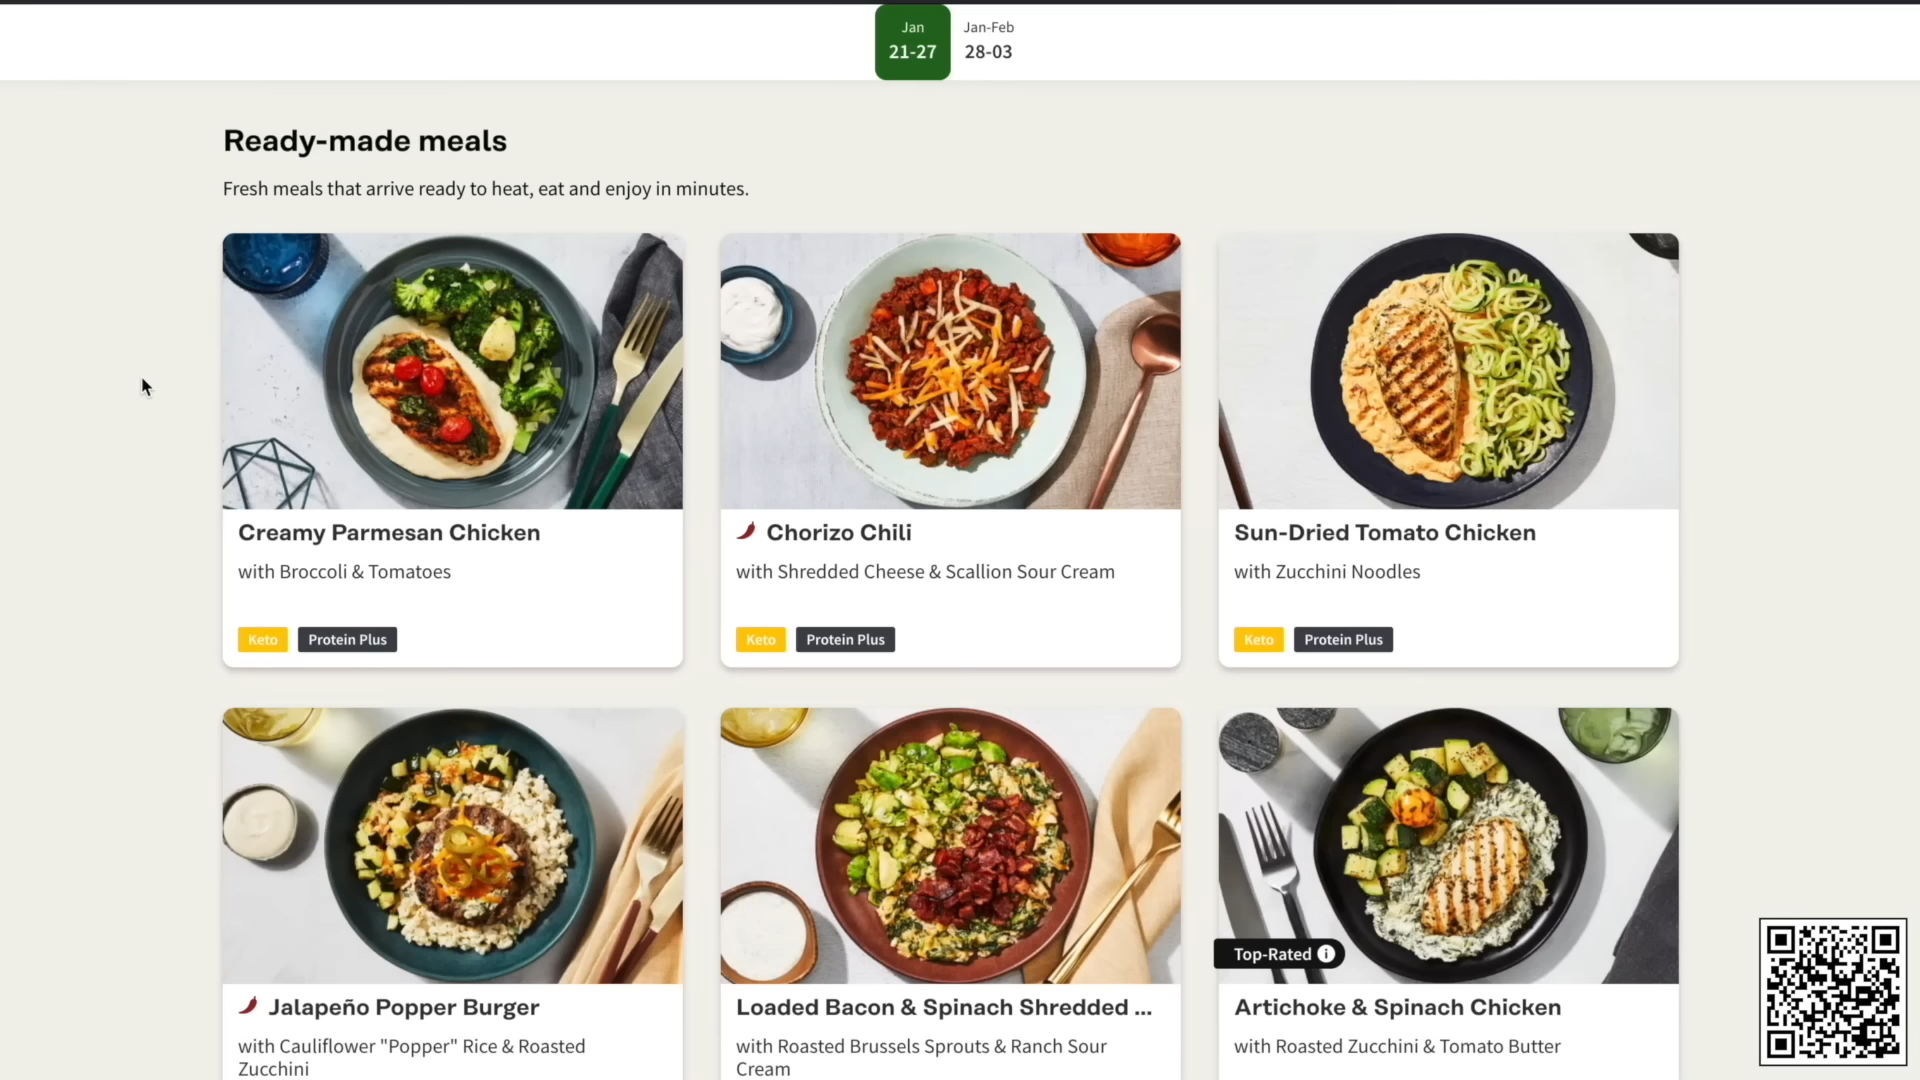 Jan
21-27
Jan-Feb
28-03
Ready-made meals
Fresh meals that arrive ready to heat, eat and enjoy in minutes.
Creamy Parmesan Chicken
with Broccoli & Tomatoes
Keto
Protein Plus
Chorizo Chili
with Shredded Cheese & Scallion Sour Cream
Keto
Protein Plus
Sun-Dried Tomato Chicken
with Zucchini Noodles
Keto
Protein Plus
Jalapeño Popper Burger
with Cauliflower "Popper" Rice & Roasted
Zucchini
Loaded Bacon & Spinach Shredded ...
with Roasted Brussels Sprouts & Ranch Sour
Cream
Top-Rated
Artichoke & Spinach Chicken
with Roasted Zucchini & Tomato Butter